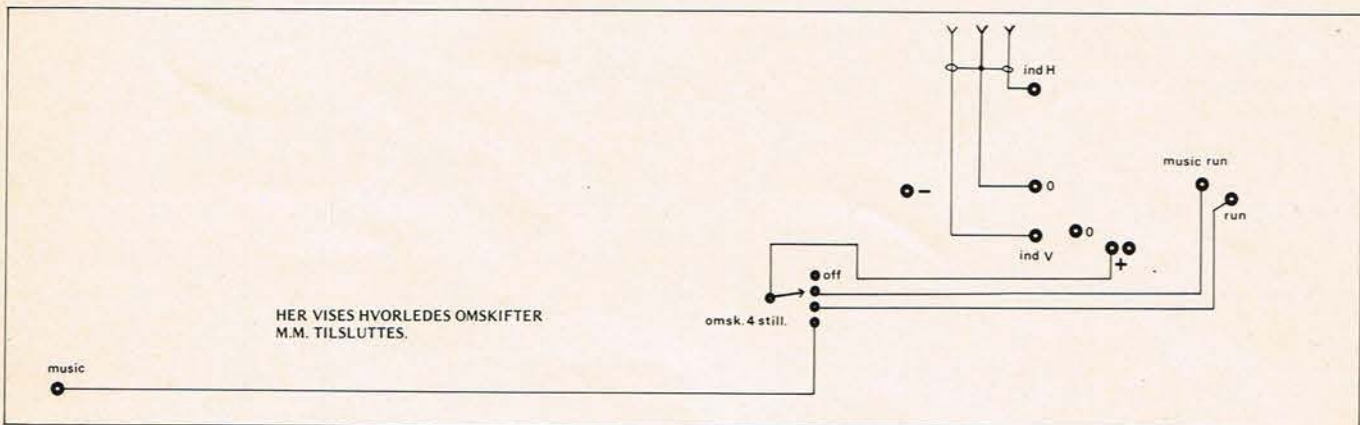 ind H
music run
0
–
run
0
ind V
+
off
omsk. 4 still.
HER VISES HVORLEDES OMSKIFTER
M.M. TILSLUTTES.
music